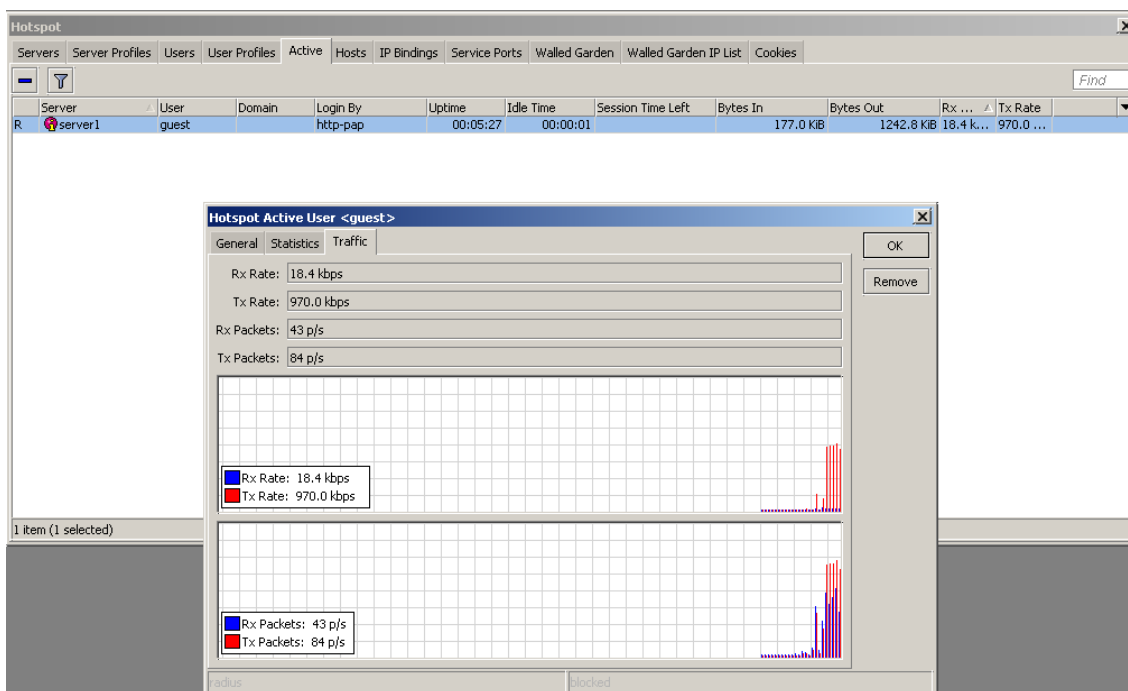 Hotspot
Servers Server Profiles Users User Profiles Active Hosts IP Bindings Service Ports Walled Garden Walled Garden IP List Cookies
Find
Server User Domain Login By Uptime Idle Time Session Time Left Bytes In Bytes Out Rx ... Tx Rate
R server1 guest http-pap 00:05:27 00:00:01 177.0 KiB 1242.8 KiB 18.4 k... 970.0 ...
Hotspot Active User <guest>
General Statistics Traffic
OK
Rx Rate: 18.4 kbps
Remove
Tx Rate: 970.0 kbps
Rx Packets: 43 p/s
Tx Packets: 84 p/s
Rx Rate: 18.4 kbps
Tx Rate: 970.0 kbps
1 item (1 selected)
Rx Packets: 43 p/s
Tx Packets: 84 p/s
radius blocked